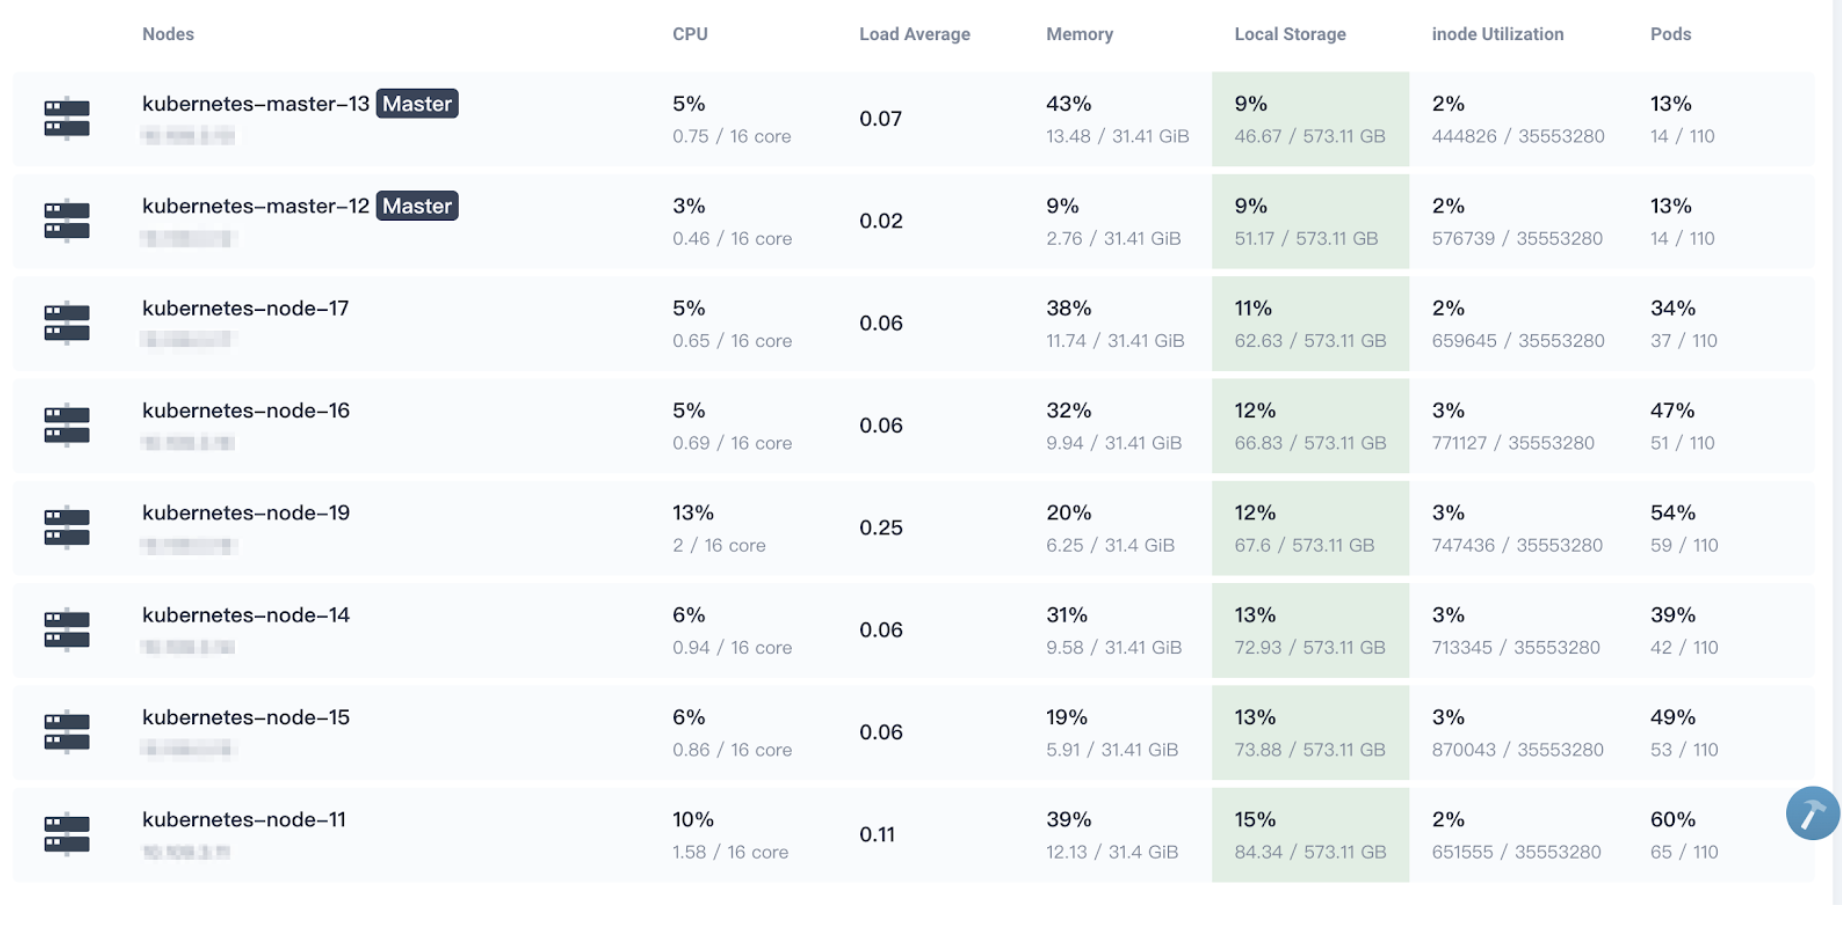 Nodes CPU Load Average Memory Local Storage inode Utilization Pods
kubernetes-master-13 Master 5% 0.07 43% 9% 2% 13%
0.75 / 16 core 13.48 / 31.41 GiB 46.67 / 573.11 GB 444826 / 35553280 14 / 110
kubernetes-master-12 Master 3% 0.02 9% 9% 2% 13%
0.46 / 16 core 2.76 / 31.41 GiB 51.17 / 573.11 GB 576739 / 35553280 14 / 110
kubernetes-node-17 5% 0.06 38% 11% 2% 34%
0.65 / 16 core 11.74 / 31.41 GiB 62.63 / 573.11 GB 659645 / 35553280 37 / 110
kubernetes-node-16 5% 0.06 32% 12% 3% 47%
0.69 / 16 core 9.94 / 31.41 GiB 66.83 / 573.11 GB 771127 / 35553280 51 / 110
kubernetes-node-19 13% 0.25 20% 12% 3% 54%
2 / 16 core 6.25 / 31.4 GiB 67.6 / 573.11 GB 747436 / 35553280 59 / 110
kubernetes-node-14 6% 0.06 31% 13% 3% 39%
0.94 / 16 core 9.58 / 31.41 GiB 72.93 / 573.11 GB 713345 / 35553280 42 / 110
kubernetes-node-15 6% 0.06 19% 13% 3% 49%
0.86 / 16 core 5.91 / 31.41 GiB 73.88 / 573.11 GB 870043 / 35553280 53 / 110
kubernetes-node-11 10% 0.11 39% 15% 2% 60%
1.58 / 16 core 12.13 / 31.4 GiB 84.34 / 573.11 GB 651555 / 35553280 65 / 110